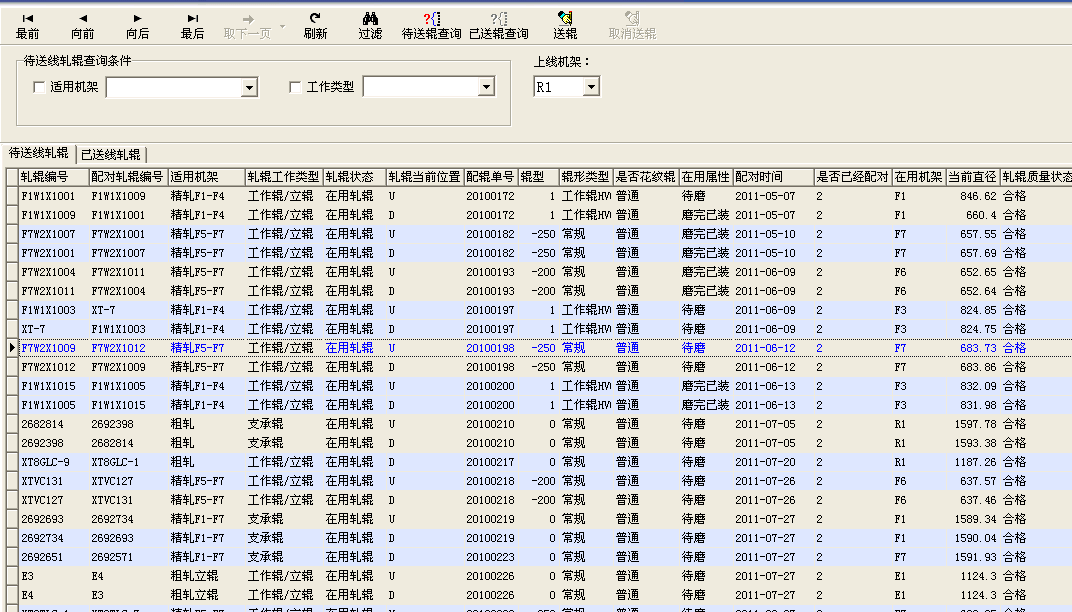 最前 向前 向后 最后 取下一页 刷新 过滤 待送辊查询 已送辊查询 送辊 取消送辊
待送线轧辊查询条件 上线机架：
适用机架 工作类型 R1
待送线轧辊 已送线轧辊
轧辊编号 配对轧辊编号 适用机架 轧辊工作类型 轧辊状态 轧辊当前位置 配辊单号 辊型 辊形类型 是否花纹辊 在用属性 配对时间 是否已经配对 在用机架 当前直径 轧辊质量状态
F1W1X1001 F1W1X1009 精轧F1-F4 工作辊/立辊 在用轧辊 U 20100172 1 工作辊HV 普通 待磨 2011-05-07 2 F1 846.62 合格
F1W1X1009 F1W1X1001 精轧F1-F4 工作辊/立辊 在用轧辊 D 20100172 1 工作辊HV 普通 磨完已装 2011-05-07 2 F1 660.4 合格
F7W2X1007 F7W2X1001 精轧F5-F7 工作辊/立辊 在用轧辊 U 20100182 -250 常规 普通 磨完已装 2011-05-10 2 F7 657.55 合格
F7W2X1001 F7W2X1007 精轧F5-F7 工作辊/立辊 在用轧辊 D 20100182 -250 常规 普通 磨完已装 2011-05-10 2 F7 657.69 合格
F7W2X1004 F7W2X1011 精轧F5-F7 工作辊/立辊 在用轧辊 U 20100193 -200 常规 普通 磨完已装 2011-06-09 2 F6 652.65 合格
F7W2X1011 F7W2X1004 精轧F5-F7 工作辊/立辊 在用轧辊 D 20100193 -200 常规 普通 磨完已装 2011-06-09 2 F6 652.64 合格
F1W1X1003 XT-7 精轧F1-F4 工作辊/立辊 在用轧辊 U 20100197 1 工作辊HV 普通 待磨 2011-06-09 2 F3 824.85 合格
XT-7 F1W1X1003 精轧F1-F4 工作辊/立辊 在用轧辊 D 20100197 1 工作辊HV 普通 待磨 2011-06-09 2 F3 824.75 合格
F7W2X1009 F7W2X1012 精轧F5-F7 工作辊/立辊 在用轧辊 U 20100198 -250 常规 普通 待磨 2011-06-12 2 F7 683.73 合格
F7W2X1012 F7W2X1009 精轧F5-F7 工作辊/立辊 在用轧辊 D 20100198 -250 常规 普通 待磨 2011-06-12 2 F7 683.86 合格
F1W1X1015 F1W1X1005 精轧F1-F4 工作辊/立辊 在用轧辊 U 20100200 1 工作辊HV 普通 磨完已装 2011-06-13 2 F3 832.09 合格
F1W1X1005 F1W1X1015 精轧F1-F4 工作辊/立辊 在用轧辊 D 20100200 1 工作辊HV 普通 磨完已装 2011-06-13 2 F3 831.98 合格
2682814 2692398 粗轧 支承辊 在用轧辊 U 20100210 0 常规 普通 待磨 2011-07-05 2 R1 1597.78 合格
2692398 2682814 粗轧 支承辊 在用轧辊 D 20100210 0 常规 普通 待磨 2011-07-05 2 R1 1593.38 合格
XT8GLC-9 XT8GLC-1 粗轧 工作辊/立辊 在用轧辊 D 20100217 0 常规 普通 待磨 2011-07-20 2 R1 1187.26 合格
XTVC131 XTVC127 精轧F5-F7 工作辊/立辊 在用轧辊 U 20100218 -200 常规 普通 待磨 2011-07-26 2 F6 637.57 合格
XTVC127 XTVC131 精轧F5-F7 工作辊/立辊 在用轧辊 D 20100218 -200 常规 普通 待磨 2011-07-26 2 F6 637.46 合格
2692693 2692734 精轧F1-F7 支承辊 在用轧辊 U 20100219 0 常规 普通 待磨 2011-07-27 2 F1 1589.34 合格
2692734 2692693 精轧F1-F7 支承辊 在用轧辊 D 20100219 0 常规 普通 待磨 2011-07-27 2 F1 1590.04 合格
2692651 2692571 精轧F1-F7 支承辊 在用轧辊 D 20100223 0 常规 普通 待磨 2011-07-27 2 F7 1591.93 合格
E3 E4 粗轧立辊 工作辊/立辊 在用轧辊 U 20100226 0 常规 普通 待磨 2011-07-27 2 E1 1124.3 合格
E4 E3 粗轧立辊 工作辊/立辊 在用轧辊 D 20100226 0 常规 普通 待磨 2011-07-27 2 E1 1124.3 合格